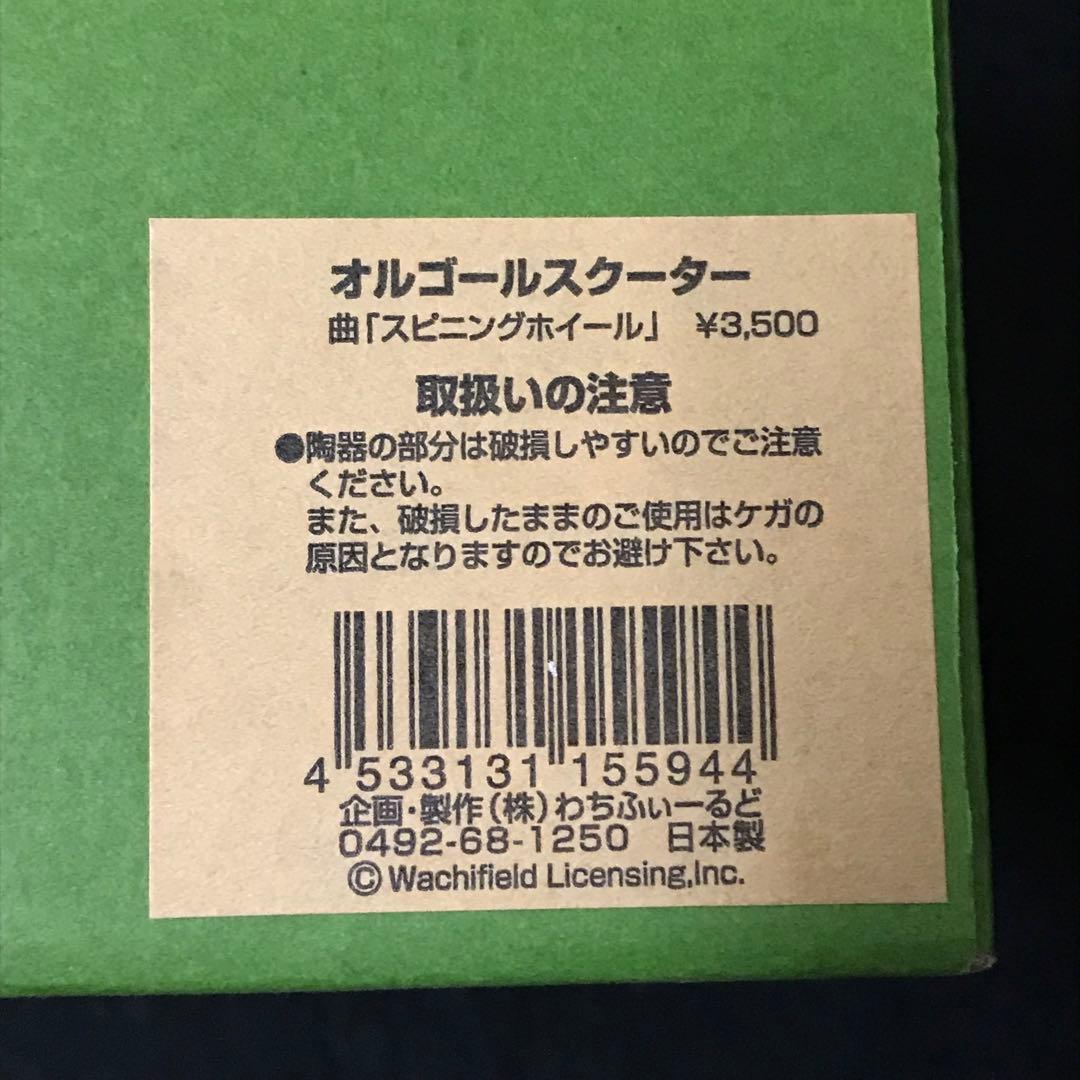 オルゴールスクーター
曲「スピニングホイール」 ¥3,500
取扱いの注意
●陶器の部分は破損しやすいのでご注意
ください。
また、破損したままのご使用はケガの
原因となりますのでお避け下さい。
4 533131 155944
企画・製作(株)わちふぃーるど
0492-68-1250 日本製
©Wachifield Licensing,Inc.